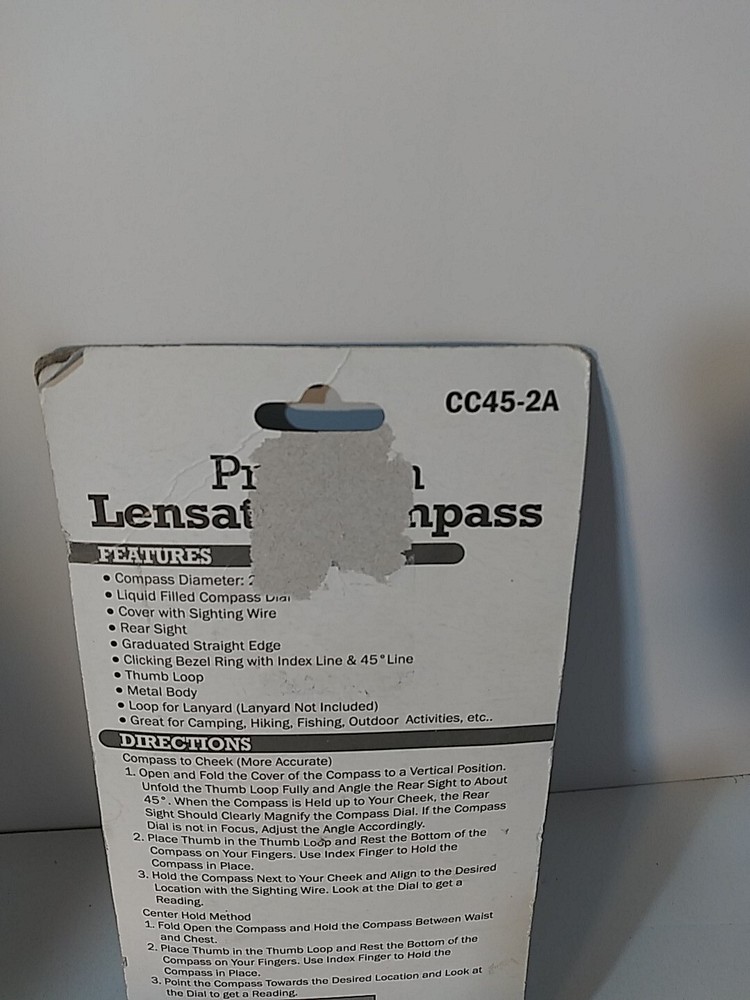 CC45-2A
FEATURES
• Compass Diameter:
• Liquid Filled Compass Dial
• Cover with Sighting Wire
• Rear Sight
• Graduated Straight Edge
• Clicking Bezel Ring with Index Line & 45° Line
• Thumb Loop
• Metal Body
• Loop for Lanyard (Lanyard Not Included)
• Great for Camping, Hiking, Fishing, Outdoor Activities, etc..
DIRECTIONS
Compass to Cheek (More Accurate)
1. Open and Fold the Cover of the Compass to a Vertical Position.
Unfold the Thumb Loop Fully and Angle the Rear Sight to About
45°. When the Compass is Held up to Your Cheek, the Rear
Sight Should Clearly Magnify the Compass Dial. If the Compass
Dial is not in Focus, Adjust the Angle Accordingly.
2. Place Thumb in the Thumb Loop and Rest the Bottom of the
Compass on Your Fingers. Use Index Finger to Hold the
Compass in Place.
3. Hold the Compass Next to Your Cheek and Align to the Desired
Location with the Sighting Wire. Look at the Dial to get a
Reading.
Center Hold Method
1. Fold Open the Compass and Hold the Compass Between Waist
and Chest.
2. Place Thumb in the Thumb Loop and Rest the Bottom of the
Compass on Your Fingers. Use Index Finger to Hold the
Compass in Place.
3. Point the Compass Towards the Desired Location and Look at
the Dial to get a Reading.